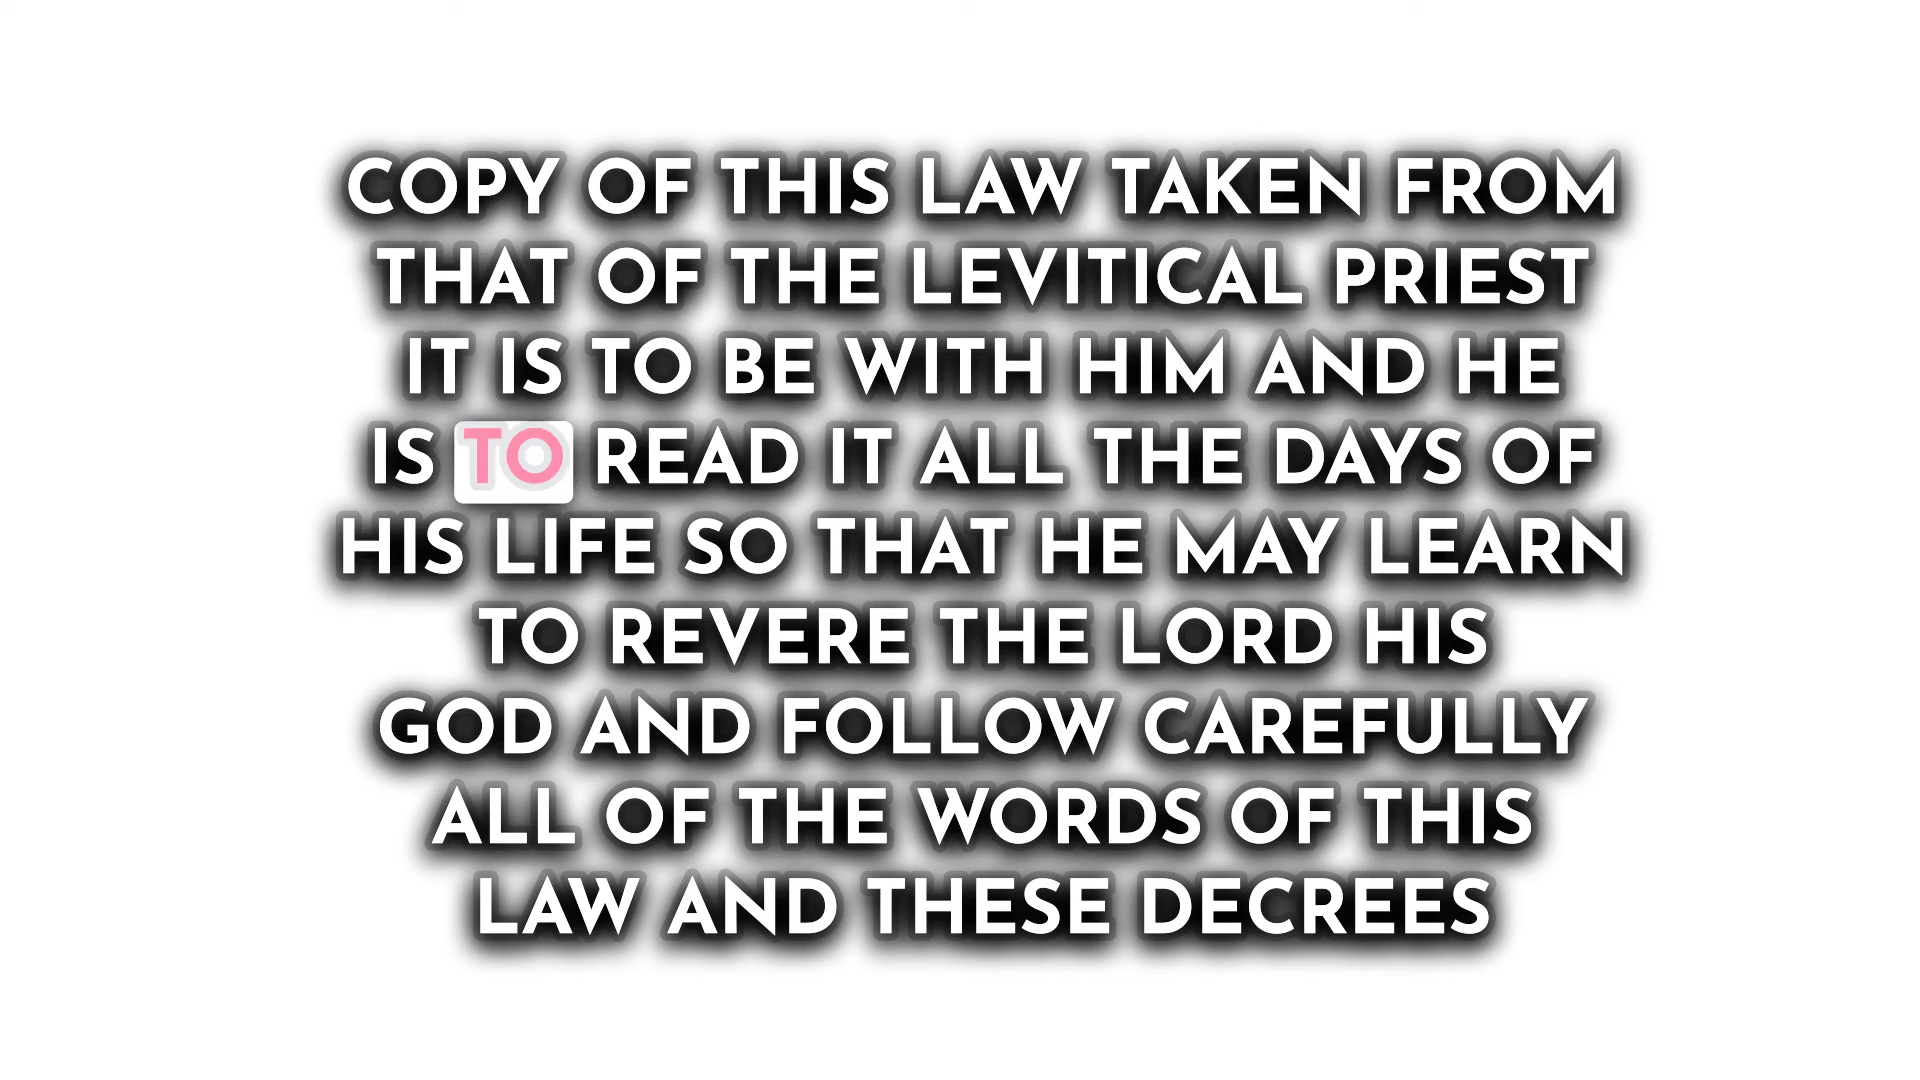 COPY OF THIS LAW TAKEN FROM
THAT OF THE LEVITICAL PRIEST
IT IS TO BE WITH HIM AND HE
IS TO READ IT ALL THE DAYS OF
HIS LIFE SO THAT HE MAY LEARN
TO REVERE THE LORD HIS
GOD AND FOLLOW CAREFULLY
ALL OF THE WORDS OF THIS
LAW AND THESE DECREES